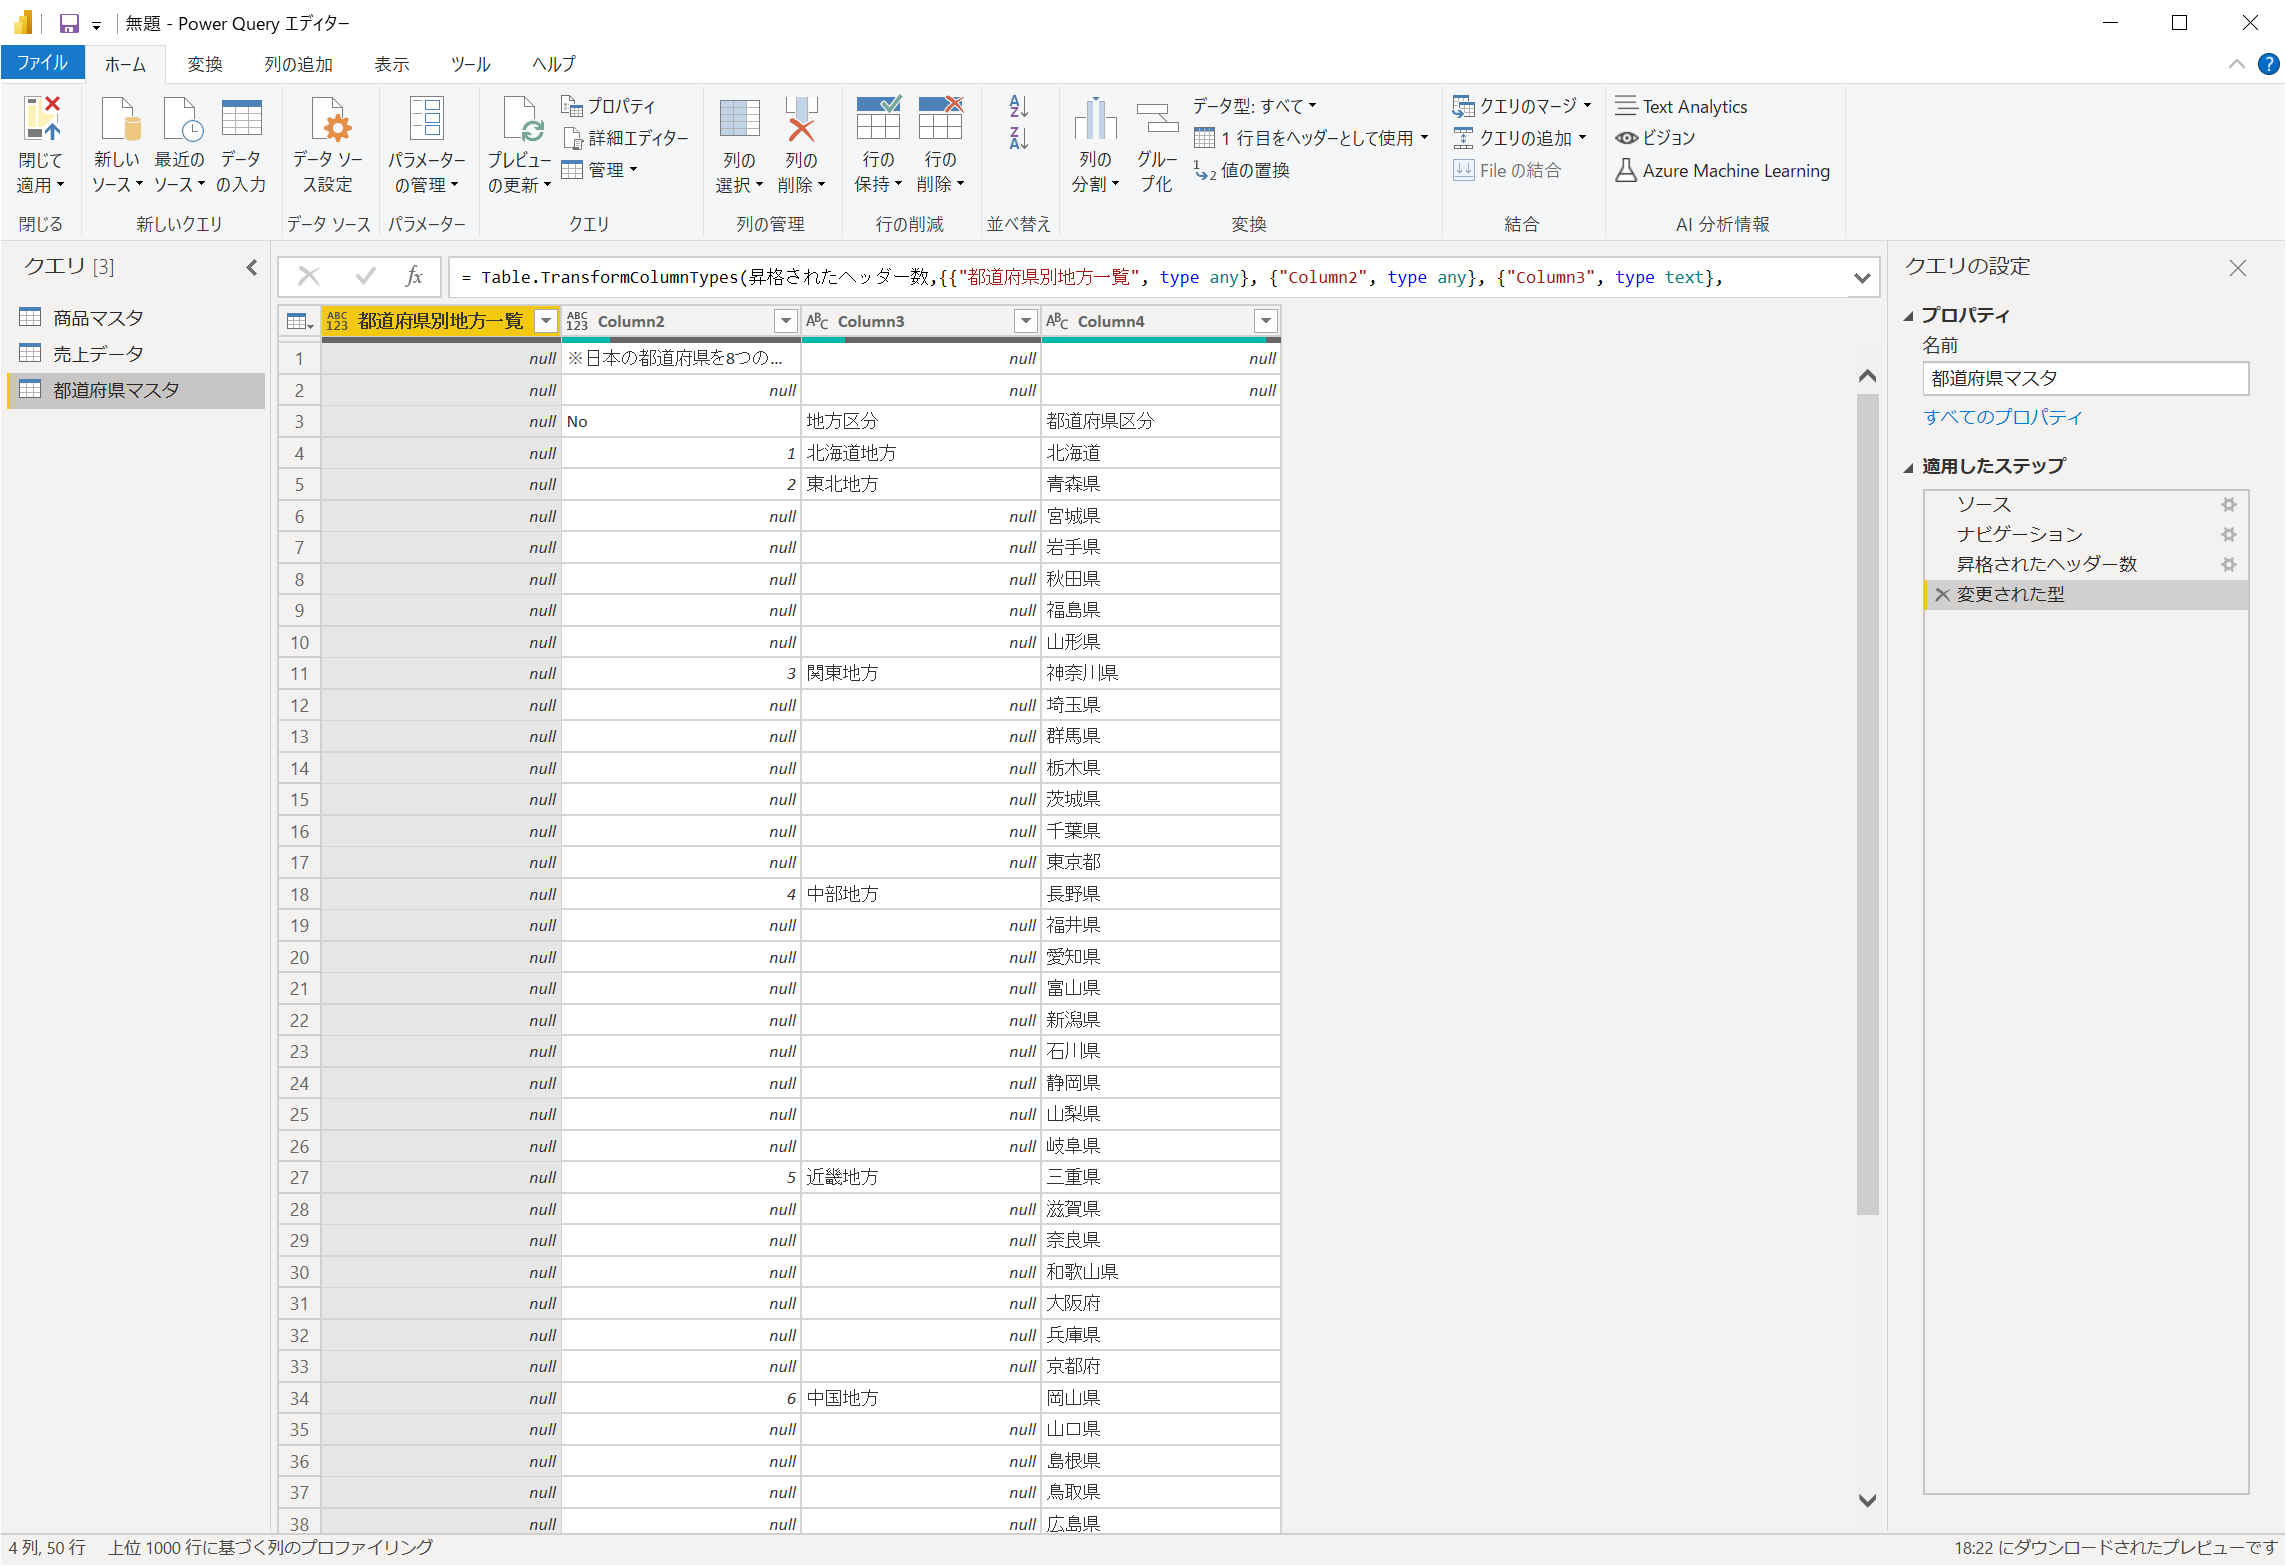 無題 - Power Query エディター
ファイル ホーム 変換 列の追加 表示 ツール ヘルプ
閉じて適用
閉じる
新しいソース
最近のソース
データの入力
新しいクエリ
データ ソース設定
データ ソース
パラメーターの管理
パラメーター
プレビューの更新
プロパティ
詳細エディター
管理
クエリ
列の選択
列の削除
列の管理
行の保持
行の削除
行の削減
並べ替え
列の分割
グループ化
データ型: すべて
1 行目をヘッダーとして使用
値の置換
変換
クエリのマージ
クエリの追加
File の結合
結合
Text Analytics
ビジョン
Azure Machine Learning
AI 分析情報
クエリ [3]
商品マスタ
売上データ
都道府県マスタ
fx
= Table.TransformColumnTypes(昇格されたヘッダー数,{{"都道府県別地方一覧", type any}, {"Column2", type any}, {"Column3", type text},
ABC 123 都道府県別地方一覧 ABC 123 Column2 ABC Column3 ABC Column4
1 null ※日本の都道府県を8つの... null null
2 null null null null
3 null No 地方区分 都道府県区分
4 null 1 北海道地方 北海道
5 null 2 東北地方 青森県
6 null null null 宮城県
7 null null null 岩手県
8 null null null 秋田県
9 null null null 福島県
10 null null null 山形県
11 null 3 関東地方 神奈川県
12 null null null 埼玉県
13 null null null 群馬県
14 null null null 栃木県
15 null null null 茨城県
16 null null null 千葉県
17 null null null 東京都
18 null 4 中部地方 長野県
19 null null null 福井県
20 null null null 愛知県
21 null null null 富山県
22 null null null 新潟県
23 null null null 石川県
24 null null null 静岡県
25 null null null 山梨県
26 null null null 岐阜県
27 null 5 近畿地方 三重県
28 null null null 滋賀県
29 null null null 奈良県
30 null null null 和歌山県
31 null null null 大阪府
32 null null null 兵庫県
33 null null null 京都府
34 null 6 中国地方 岡山県
35 null null null 山口県
36 null null null 島根県
37 null null null 鳥取県
38 null null null 広島県
クエリの設定
プロパティ
名前
都道府県マスタ
すべてのプロパティ
適用したステップ
ソース
ナビゲーション
昇格されたヘッダー数
変更された型
4 列, 50 行 上位 1000 行に基づく列のプロファイリング
18:22 にダウンロードされたプレビューです